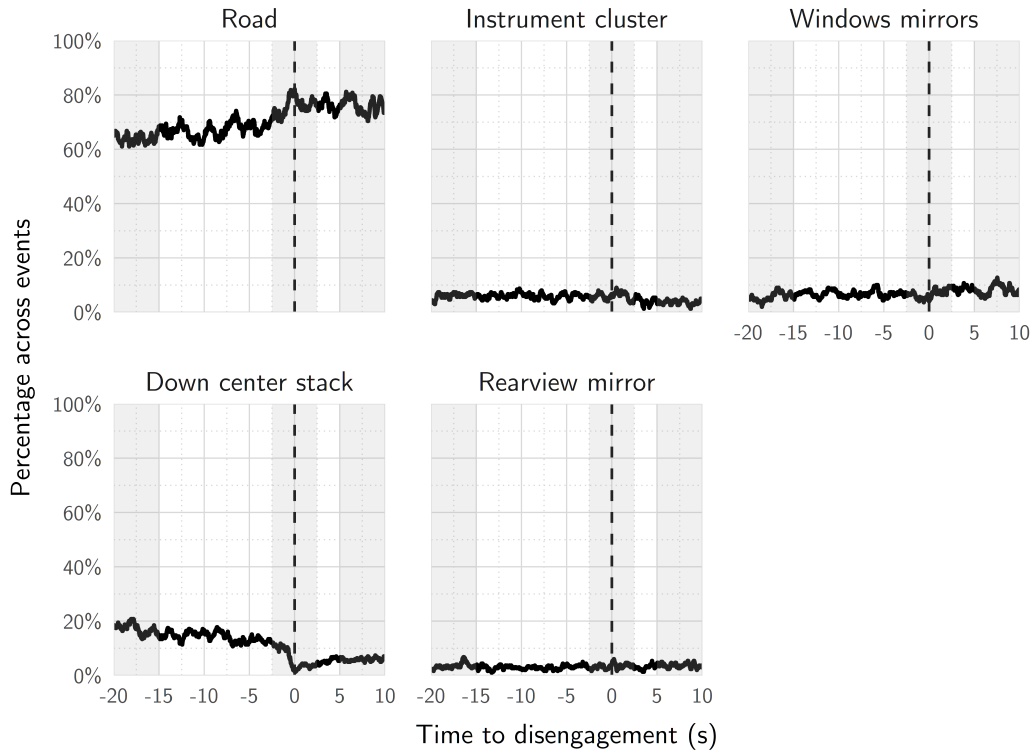 Road
Instrument cluster
Windows mirrors
100%
80%
60%
40%
20%
0%
-20 -15 -10 -5 0 5 10
Percentage across events
Down center stack
Rearview mirror
100%
80%
60%
40%
20%
0%
-20 -15 -10 -5 0 5 10
-20 -15 -10 -5 0 5 10
Time to disengagement (s)